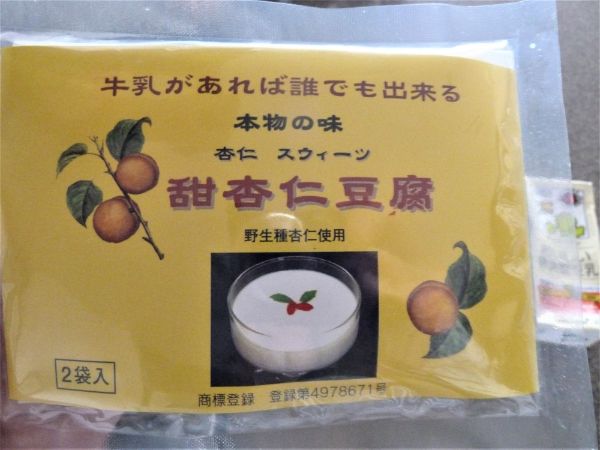 牛乳があれば誰でも出来る
本物の味
杏仁 スウィーツ
甜杏仁豆腐
野生種杏仁使用
2袋入
商標登録 登録第4978671号